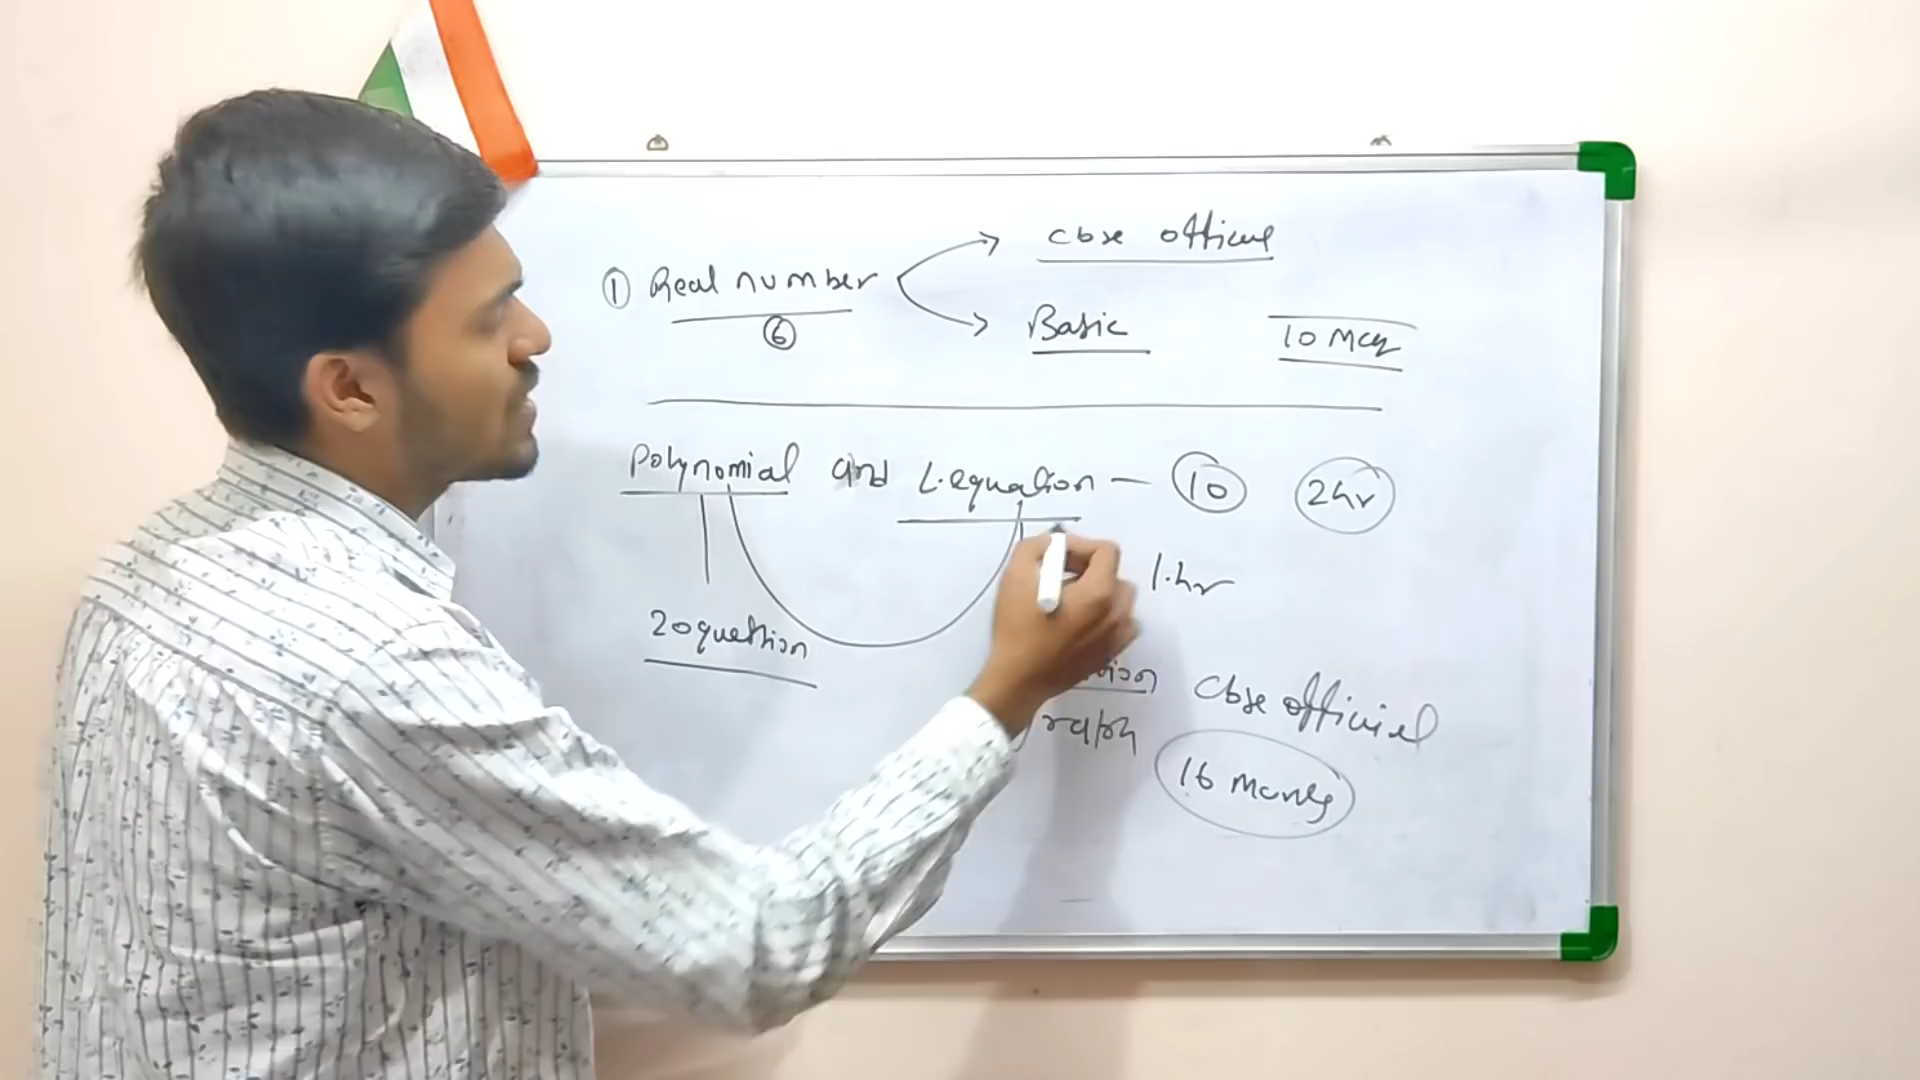 cbse official
① Real number
⑥
Basic
10 Mcq
Polynomial and L.equation — 10 2hr
1.hr
20 question
cbse official
16 Marks